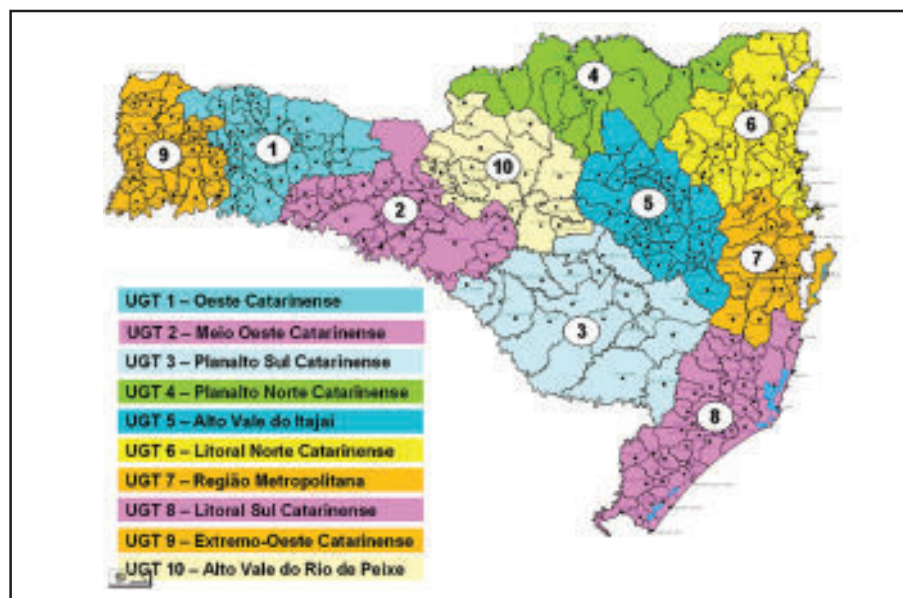 4
6
9
1
10
2
5
7
3
8
UGT 1 – Oeste Catarinense
UGT 2 – Meio Oeste Catarinense
UGT 3 – Planalto Sul Catarinense
UGT 4 – Planalto Norte Catarinense
UGT 5 – Alto Vale do Itajaí
UGT 6 – Litoral Norte Catarinense
UGT 7 – Região Metropolitana
UGT 8 – Litoral Sul Catarinense
UGT 9 – Extremo-Oeste Catarinense
UGT 10 – Alto Vale do Rio de Peixe